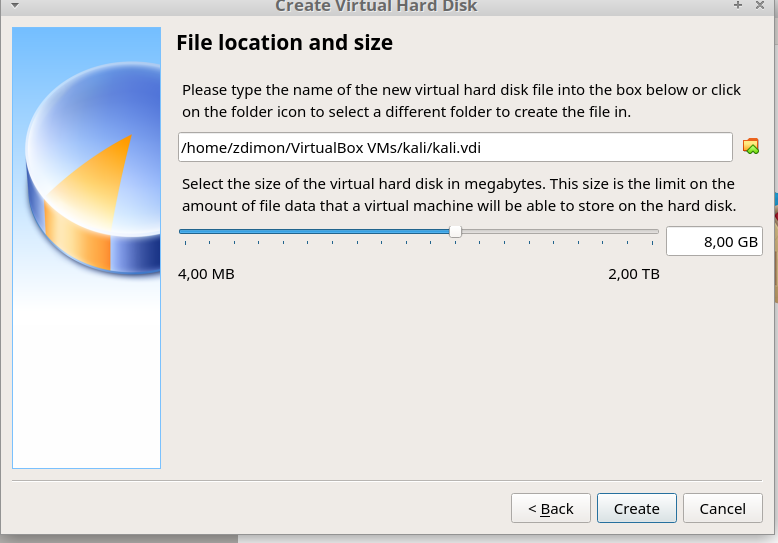 Create Virtual Hard Disk
File location and size
Please type the name of the new virtual hard disk file into the box below or click
on the folder icon to select a different folder to create the file in.
/home/zdimon/VirtualBox VMs/kali/kali.vdi
Select the size of the virtual hard disk in megabytes. This size is the limit on the
amount of file data that a virtual machine will be able to store on the hard disk.
8,00 GB
4,00 MB 2,00 TB
< Back Create Cancel